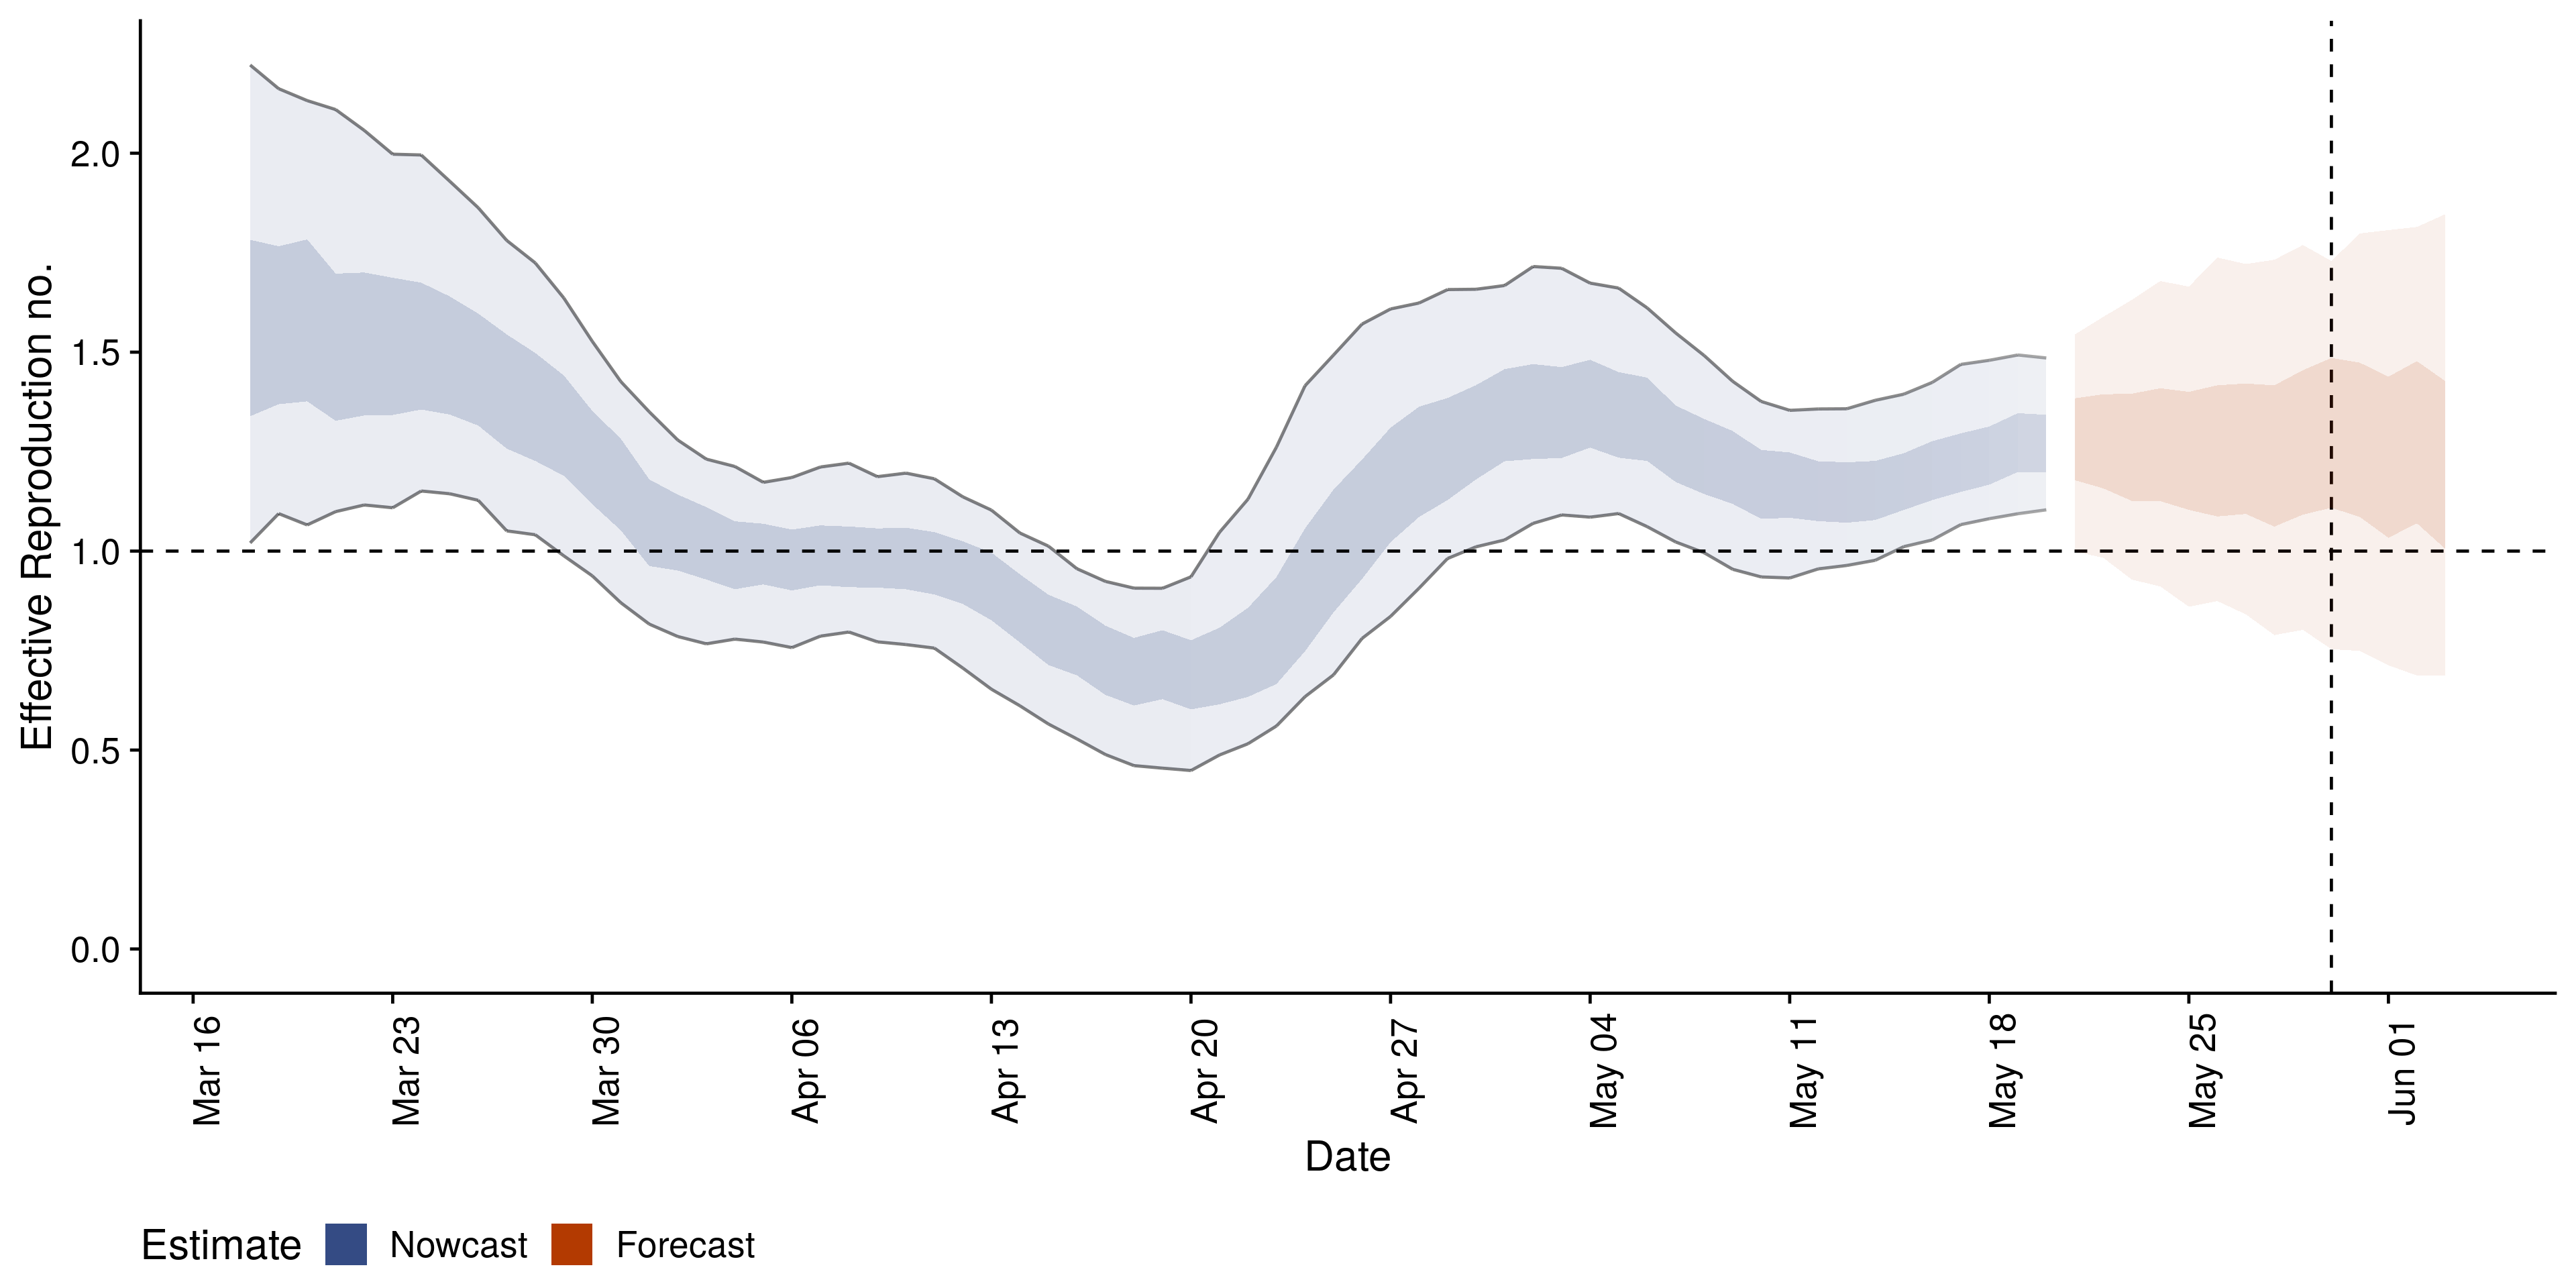 Effective Reproduction no.
2.0
1.5
1.0
0.5
0.0
Mar 16
Mar 23
Mar 30
Apr 06
Apr 13
Apr 20
Apr 27
May 04
May 11
May 18
May 25
Jun 01
Date
Estimate Nowcast Forecast